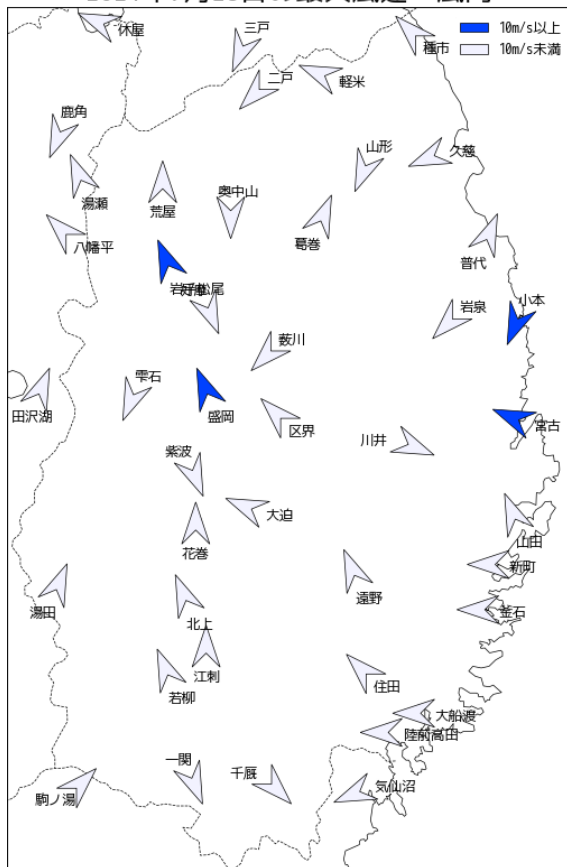 10m/s以上
10m/s未満
休屋
三戸
種市
二戸
軽米
鹿角
山形
久慈
湯瀬
荒屋
奥中山
葛巻
八幡平
普代
岩手松尾
小本
岩泉
薮川
雫石
田沢湖
盛岡
区界
川井
宮古
紫波
大迫
花巻
山田
新町
湯田
遠野
釜石
北上
江刺
若柳
住田
大船渡
陸前高田
一関
千厩
駒ノ湯
気仙沼